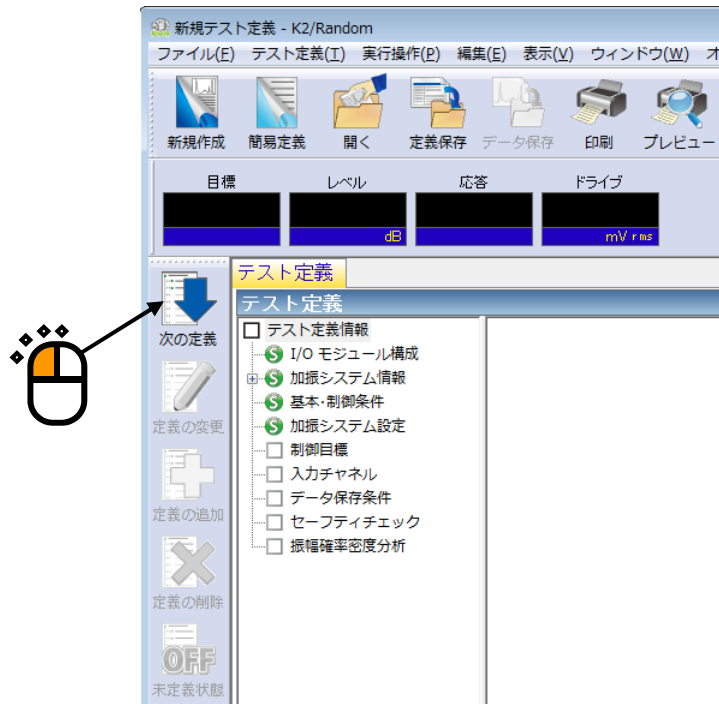 新規テスト定義 - K2/Random
ファイル(F) テスト定義(T) 実行操作(P) 編集(E) 表示(V) ウィンドウ(W) オ
新規作成 簡易定義 開く 定義保存 データ保存 印刷 プレビュー
目標 レベル 応答 ドライブ
dB mV rms
テスト定義
テスト定義
次の定義
定義の変更
定義の追加
定義の削除
OFF
未定義状態
テスト定義情報
S I/O モジュール構成
S 加振システム情報
S 基本・制御条件
S 加振システム設定
制御目標
入力チャネル
データ保存条件
セーフティチェック
振幅確率密度分析